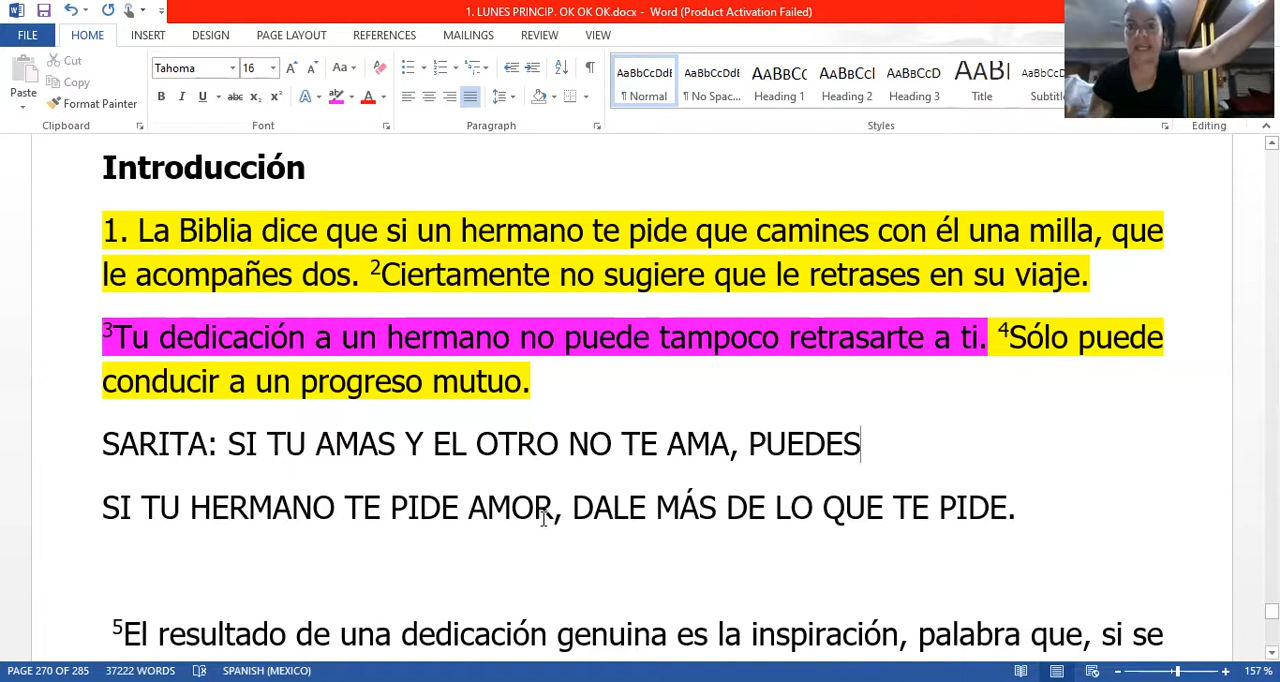 1. LUNES PRINCIP. OK OK OK.docx - Word (Product Activation Failed)
FILE HOME INSERT DESIGN PAGE LAYOUT REFERENCES MAILINGS REVIEW VIEW
Paste
Cut
Copy
Format Painter
Clipboard
Tahoma 16
Font
Paragraph
AaBbCcDdE AaBbCcDdE AaBbCc AaBbCcC AaBbCcD AaB AaBbCcD
¶ Normal ¶ No Spac... Heading 1 Heading 2 Heading 3 Title Subtitle
Styles
Editing
Introducción
1. La Biblia dice que si un hermano te pide que camines con él una milla, que
le acompañes dos. ²Ciertamente no sugiere que le retrases en su viaje.
³Tu dedicación a un hermano no puede tampoco retrasarte a ti. ⁴Sólo puede
conducir a un progreso mutuo.
SARITA: SI TU AMAS Y EL OTRO NO TE AMA, PUEDES
SI TU HERMANO TE PIDE AMOR, DALE MÁS DE LO QUE TE PIDE.
⁵El resultado de una dedicación genuina es la inspiración, palabra que, si se
PAGE 270 OF 285 37222 WORDS SPANISH (MEXICO) 157 %